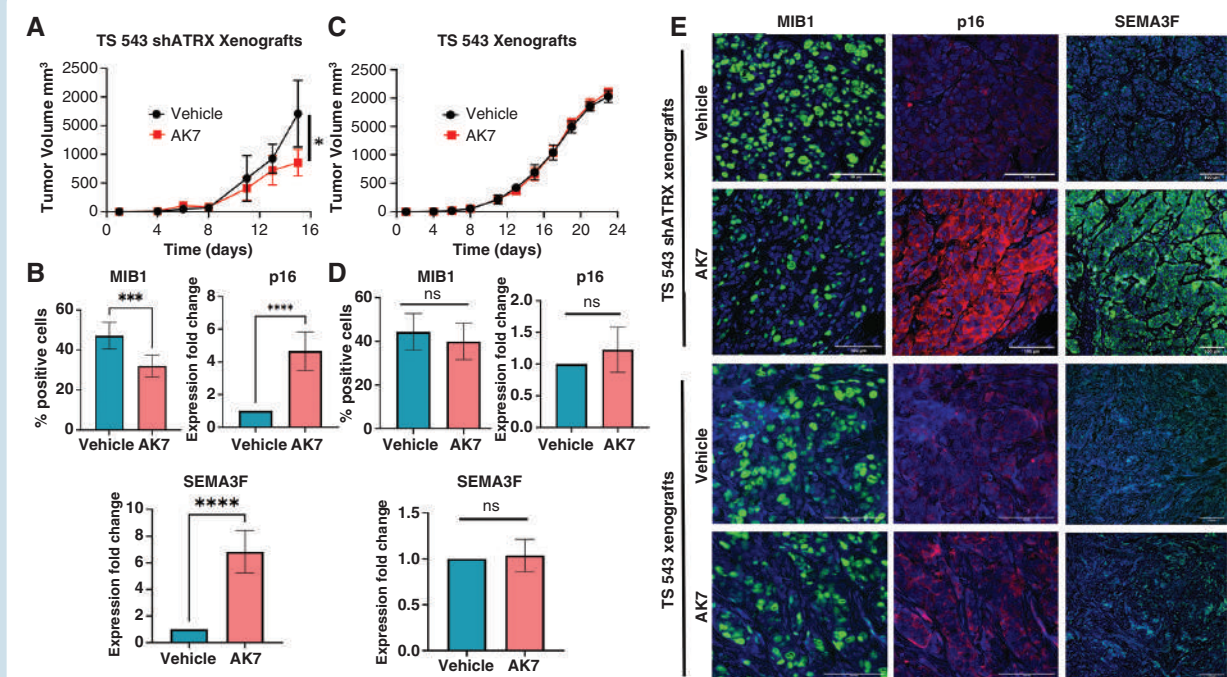 A
TS 543 shATRX Xenografts
Tumor Volume mm³
2500
2000
5000
1000
500
0
0
4
8
12
16
Time (days)
Vehicle
AK7
*
C
TS 543 Xenografts
Tumor Volume mm³
2500
2000
5000
1000
500
0
0
4
8
12
16
20
24
Time (days)
Vehicle
AK7
B
MIB1
% positive cells
60
40
20
0
***
Vehicle AK7
p16
Expression fold change
8
6
4
2
0
****
Vehicle AK7
SEMA3F
Expression fold change
10
8
6
4
2
0
****
Vehicle AK7
D
MIB1
% positive cells
60
40
20
0
ns
Vehicle AK7
p16
Expression fold change
2.0
1.5
1.0
0.5
0.0
ns
Vehicle AK7
SEMA3F
Expression fold change
1.5
1.0
0.5
0.0
ns
Vehicle AK7
E
MIB1 p16 SEMA3F
TS 543 shATRX xenografts
Vehicle
AK7
TS 543 xenografts
Vehicle
AK7